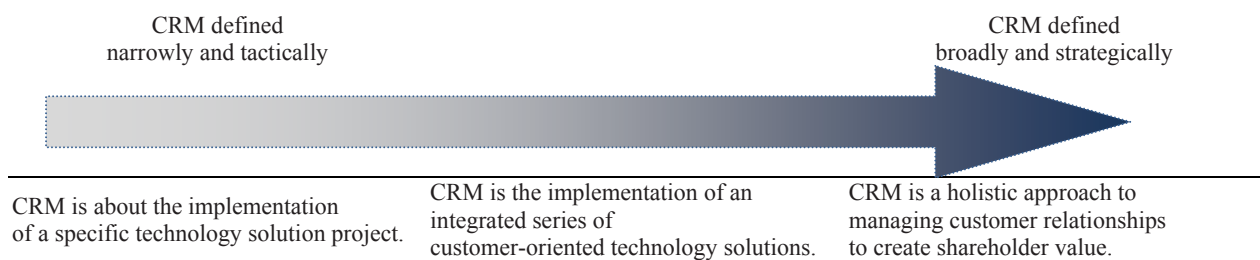 CRM defined
narrowly and tactically
CRM defined
broadly and strategically
CRM is about the implementation
of a specific technology solution project.
CRM is the implementation of an
integrated series of
customer-oriented technology solutions.
CRM is a holistic approach to
managing customer relationships
to create shareholder value.